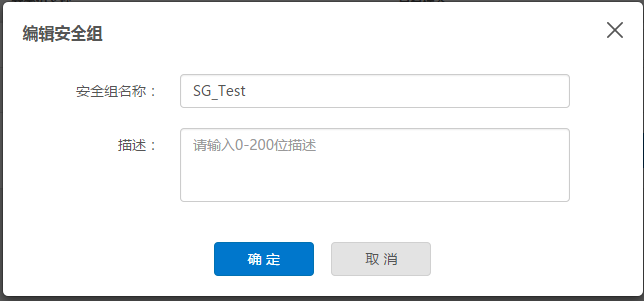 编辑安全组
安全组名称：
SG_Test
描述：
请输入0-200位描述
确 定
取 消